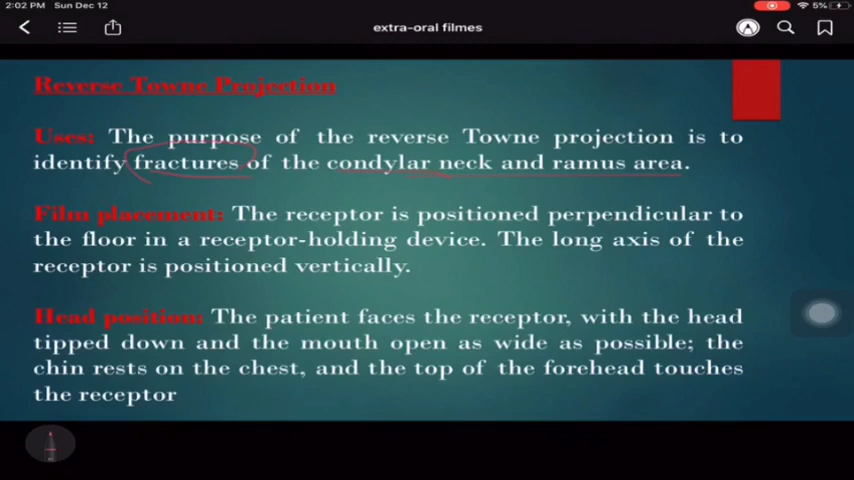 2:02 PM Sun Dec 12 5%
extra-oral filmes
Reverse Towne Projection
Uses: The purpose of the reverse Towne projection is to
identify fractures of the condylar neck and ramus area.
Film placement: The receptor is positioned perpendicular to
the floor in a receptor-holding device. The long axis of the
receptor is positioned vertically.
Head position: The patient faces the receptor, with the head
tipped down and the mouth open as wide as possible; the
chin rests on the chest, and the top of the forehead touches
the receptor